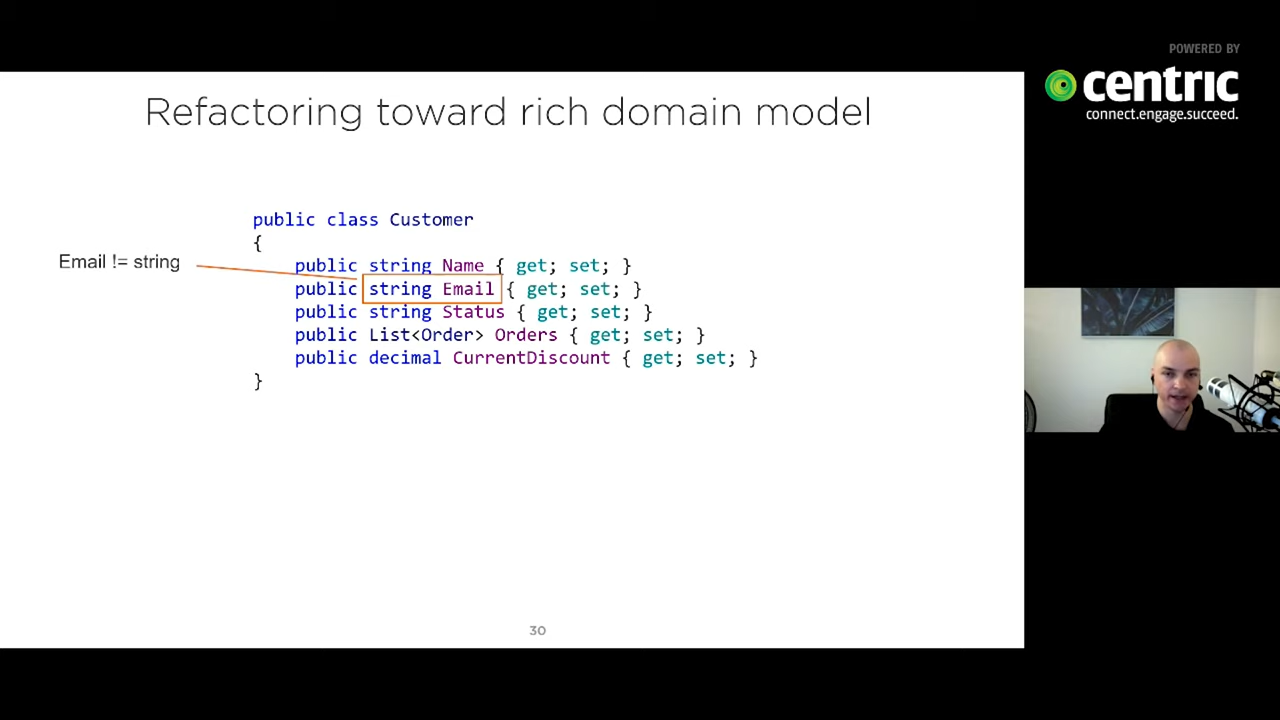 POWERED BY
centric
connect.engage.succeed.
Refactoring toward rich domain model
Email != string
public class Customer
{
public string Name { get; set; }
public string Email { get; set; }
public string Status { get; set; }
public List<Order> Orders { get; set; }
public decimal CurrentDiscount { get; set; }
}
30